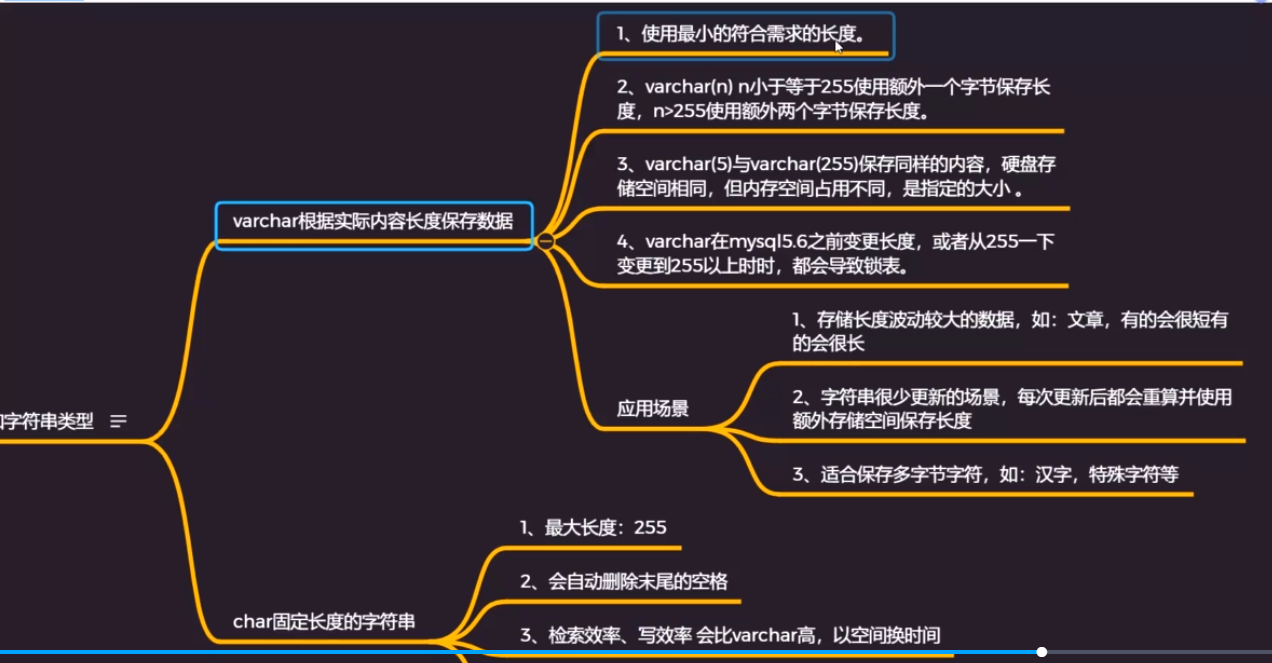 1、使用最小的符合需求的长度。
2、varchar(n) n小于等于255使用额外一个字节保存长
度，n>255使用额外两个字节保存长度。
3、varchar(5)与varchar(255)保存同样的内容，硬盘存
储空间相同，但内存空间占用不同，是指定的大小 。
varchar根据实际内容长度保存数据
4、varchar在mysql5.6之前变更长度，或者从255一下
变更到255以上时时，都会导致锁表。
应用场景
1、存储长度波动较大的数据，如：文章，有的会很短有
的会很长
2、字符串很少更新的场景，每次更新后都会重算并使用
额外存储空间保存长度
3、适合保存多字节字符，如：汉字，特殊字符等
字符串类型
char固定长度的字符串
1、最大长度：255
2、会自动删除末尾的空格
3、检索效率、写效率 会比varchar高，以空间换时间